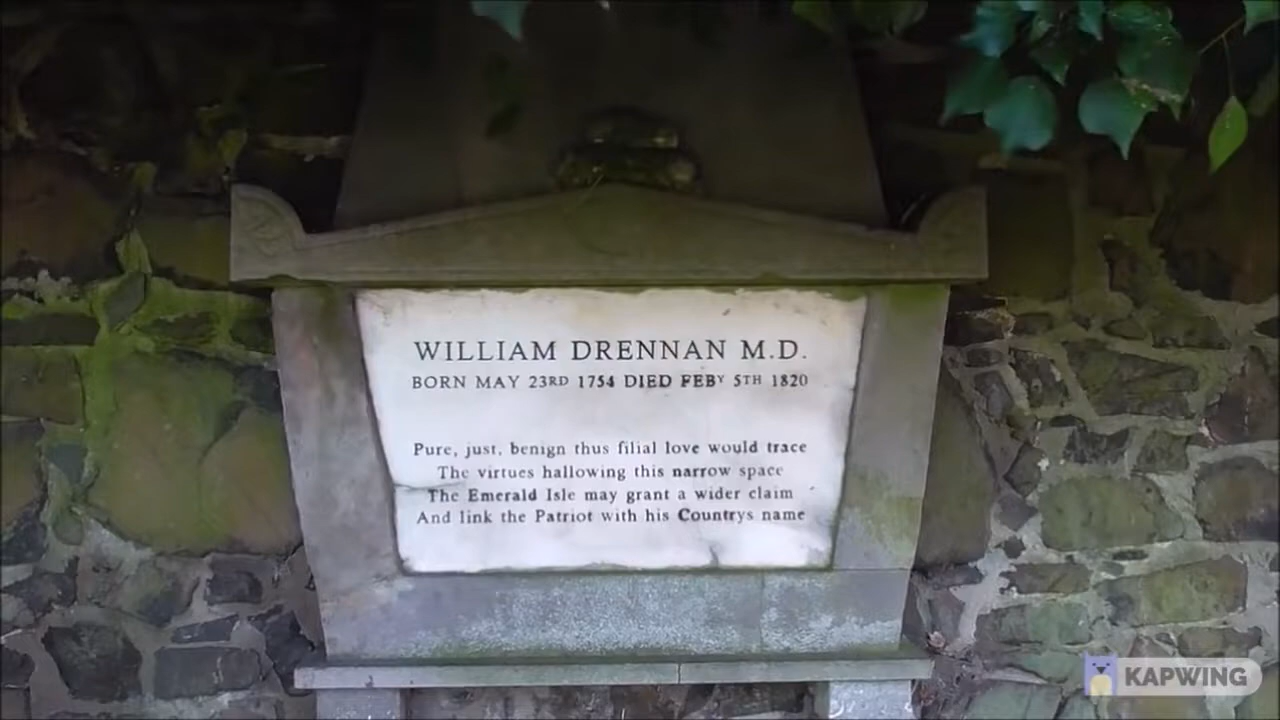 WILLIAM DRENNAN M.D.
BORN MAY 23RD 1754 DIED FEBY 5TH 1820
Pure, just, benign thus filial love would trace
The virtues hallowing this narrow space
The Emerald Isle may grant a wider claim
And link the Patriot with his Countrys name
KAPWING